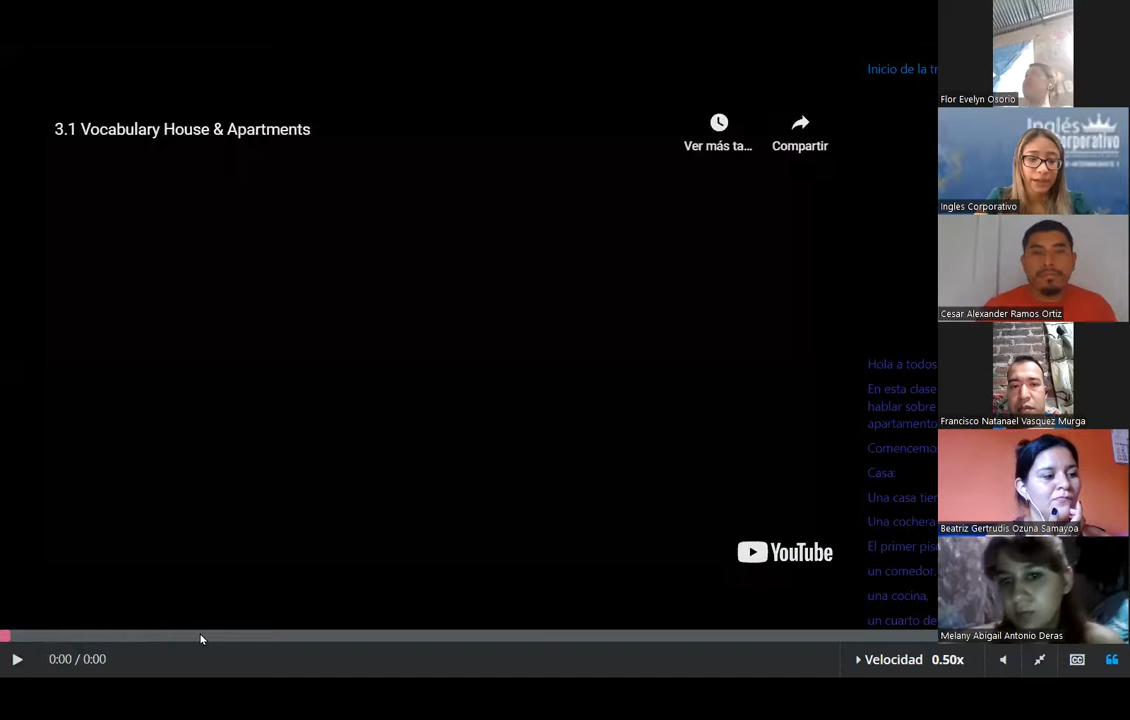 3.1 Vocabulary House & Apartments
Ver más ta...
Compartir
YouTube
0:00 / 0:00
Velocidad 0.50x
CC
Inicio de la tr
Hola a todos
En esta clase
hablar sobre
apartamento
Comencemo
Casa:
Una casa tien
Una cochera
El primer pis
un comedor,
una cocina,
un cuarto de
Flor Evelyn Osorio
Inglés
Corporativo
Ingles Corporativo
Cesar Alexander Ramos Ortiz
Francisco Natanael Vasquez Murga
Beatriz Gertrudis Ozuna Samayoa
Melany Abigail Antonio Deras